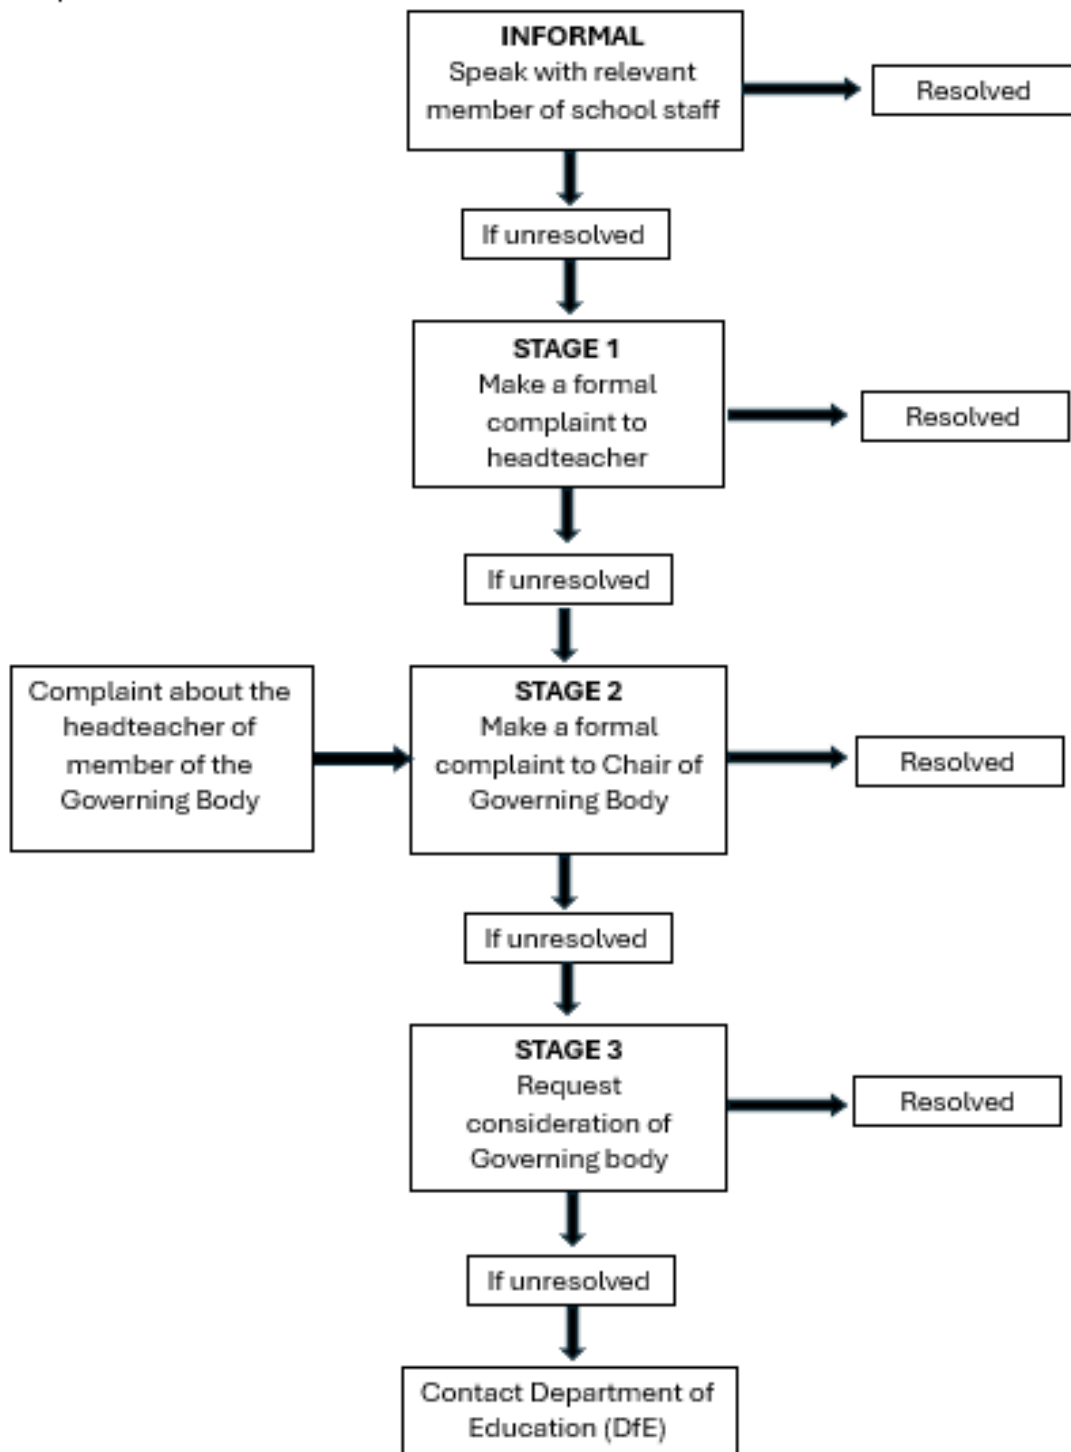 INFORMAL
Speak with relevant
member of school staff
Resolved
If unresolved
STAGE 1
Make a formal
complaint to
headteacher
Resolved
If unresolved
Complaint about the
headteacher of
member of the
Governing Body
STAGE 2
Make a formal
complaint to Chair of
Governing Body
Resolved
If unresolved
STAGE 3
Request
consideration of
Governing body
Resolved
If unresolved
Contact Department of
Education (DfE)